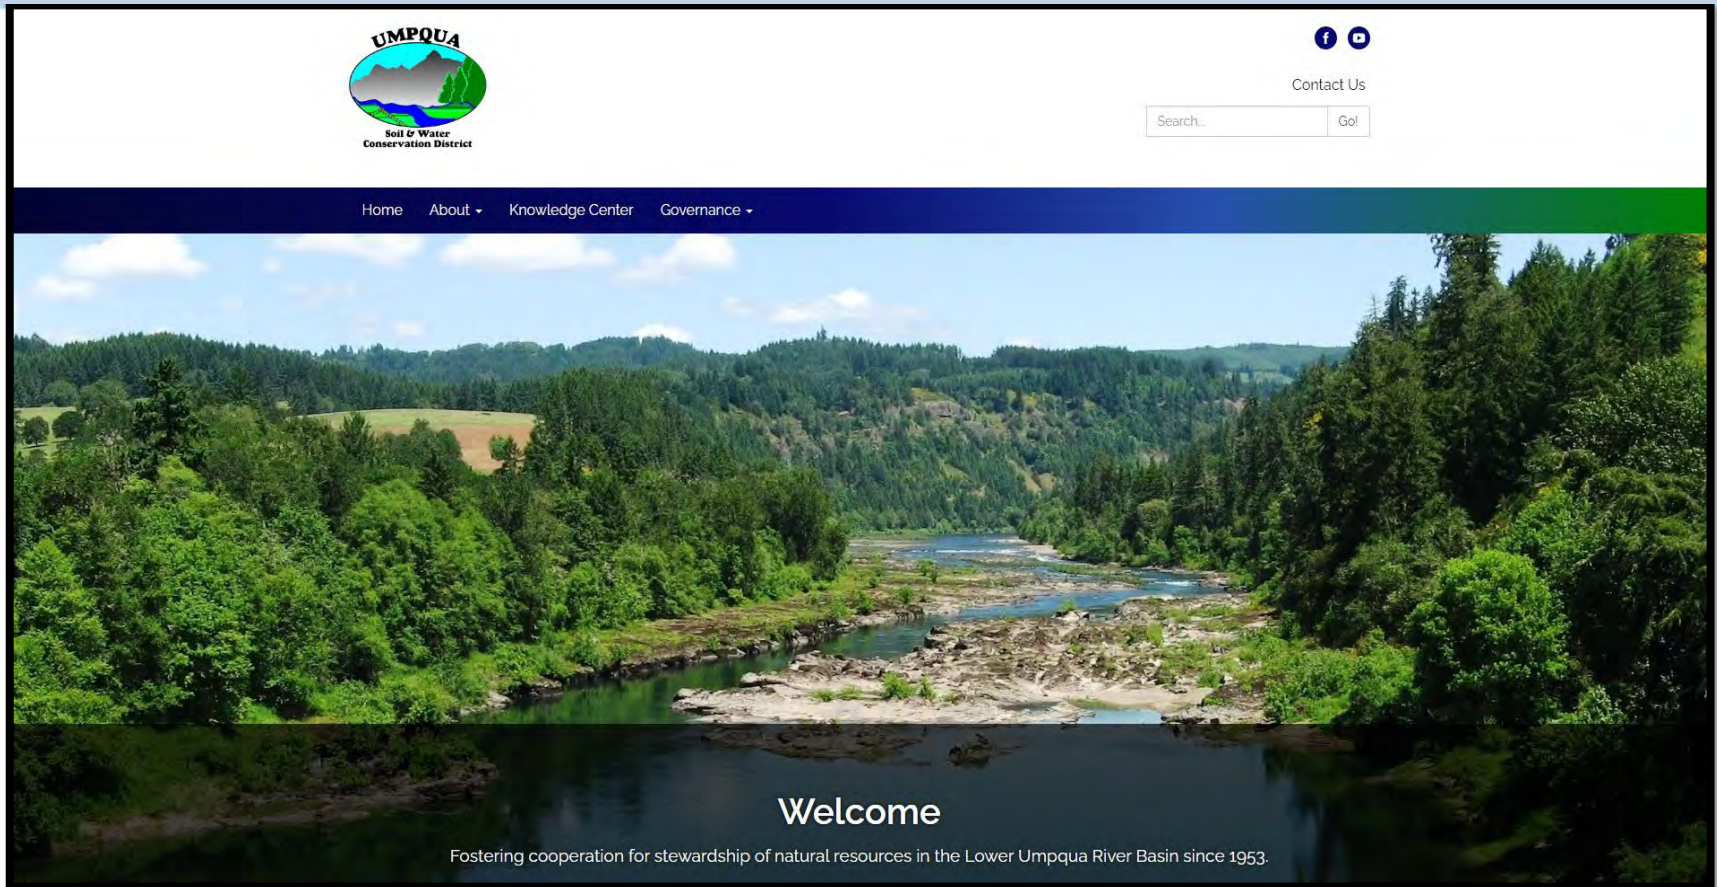 UMPQUA
Soil & Water
Conservation District
Contact Us
Search...
Go!
Home
About
Knowledge Center
Governance
Welcome
Fostering cooperation for stewardship of natural resources in the Lower Umpqua River Basin since 1953.